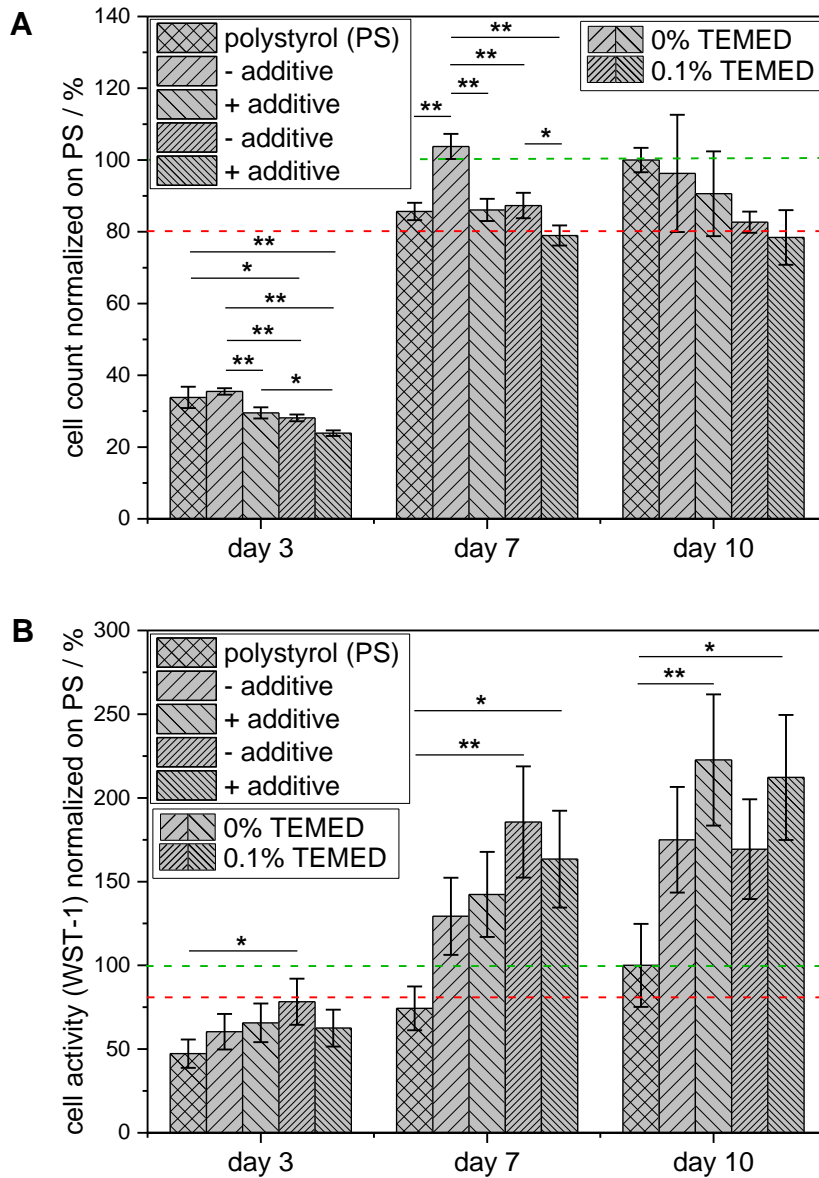 A
cell count normalized on PS / %
140
120
100
80
60
40
20
0
polystyrol (PS)
- additive
+ additive
- additive
+ additive
0% TEMED
0.1% TEMED
**
*
**
**
**
*
**
**
**
**
*
day 3
day 7
day 10
B
cell activity (WST-1) normalized on PS / %
300
250
200
150
100
50
0
polystyrol (PS)
- additive
+ additive
- additive
+ additive
0% TEMED
0.1% TEMED
*
*
**
*
**
day 3
day 7
day 10